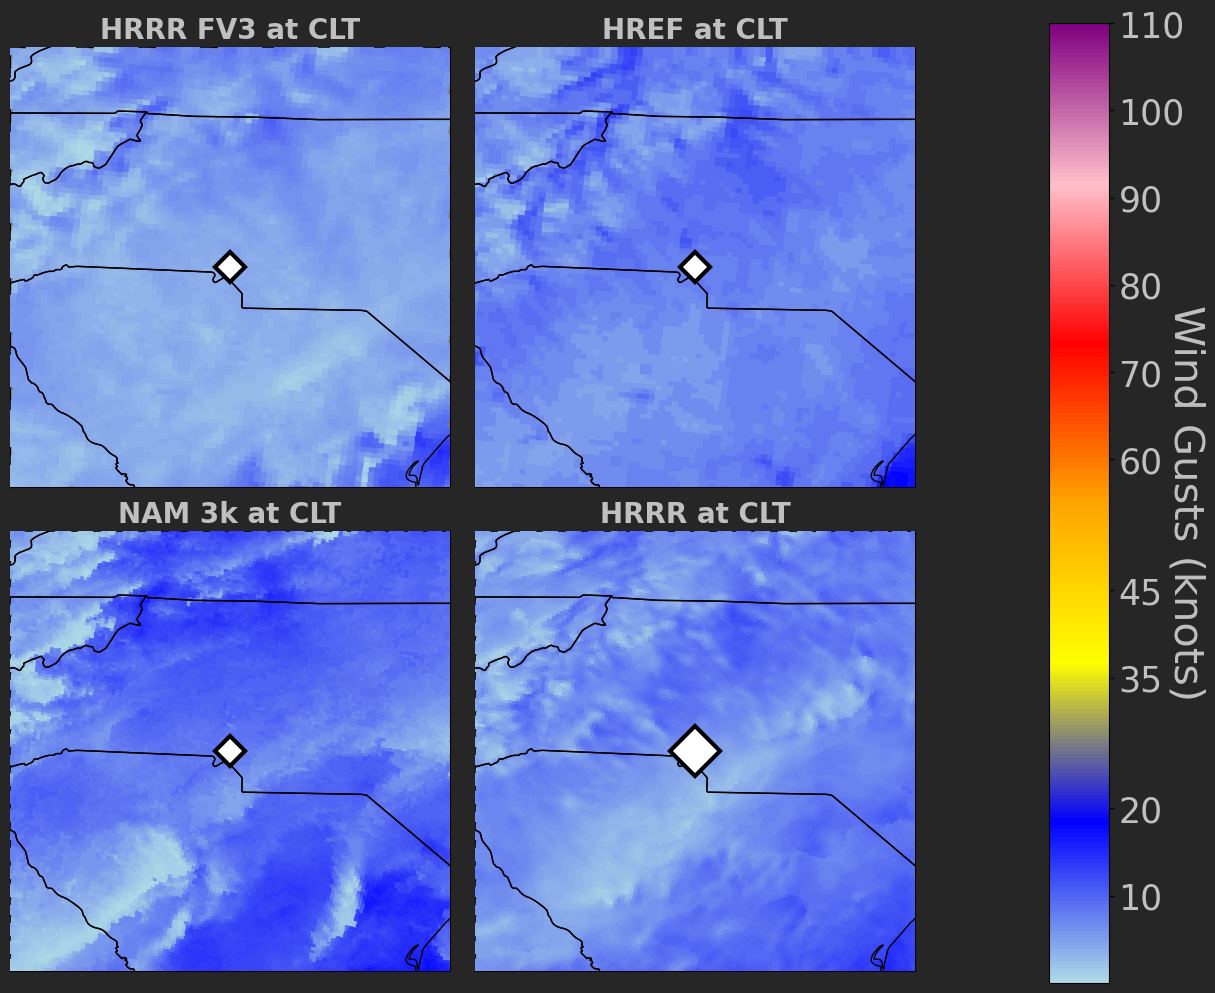 HRRR FV3 at CLT
HREF at CLT
NAM 3k at CLT
HRRR at CLT
110
100
90
80
70
60
45
35
20
10
Wind Gusts (knots)